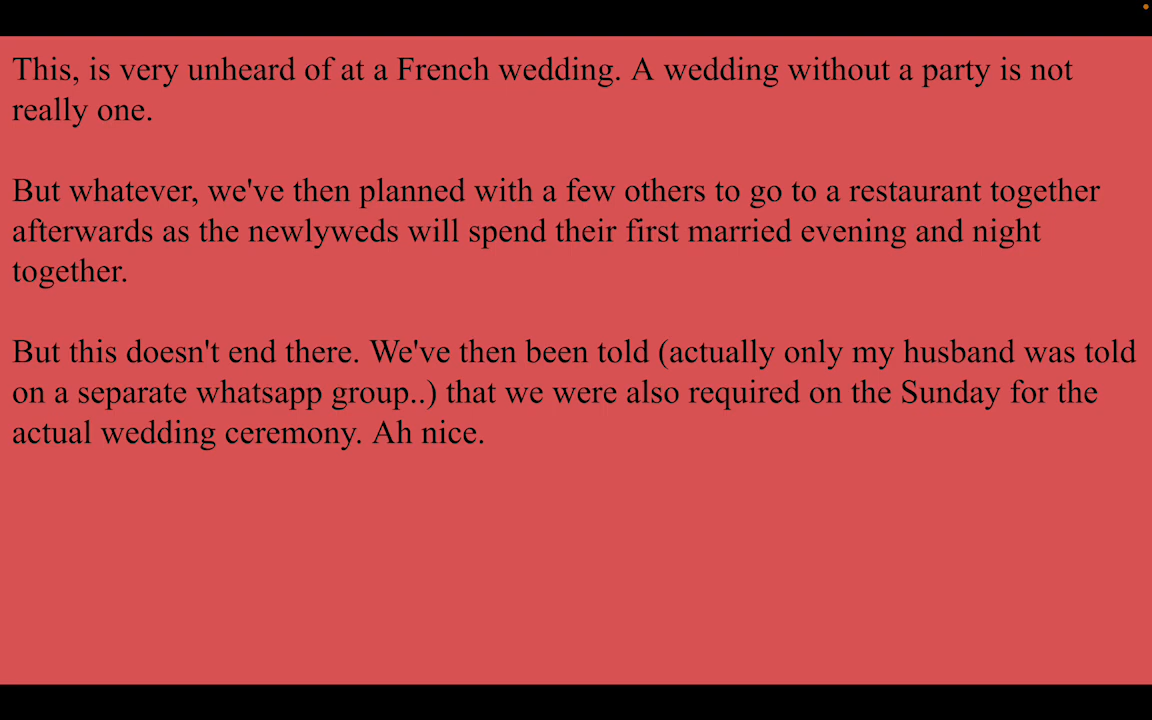 This, is very unheard of at a French wedding. A wedding without a party is not
really one.
But whatever, we've then planned with a few others to go to a restaurant together
afterwards as the newlyweds will spend their first married evening and night
together.
But this doesn't end there. We've then been told (actually only my husband was told
on a separate whatsapp group..) that we were also required on the Sunday for the
actual wedding ceremony. Ah nice.